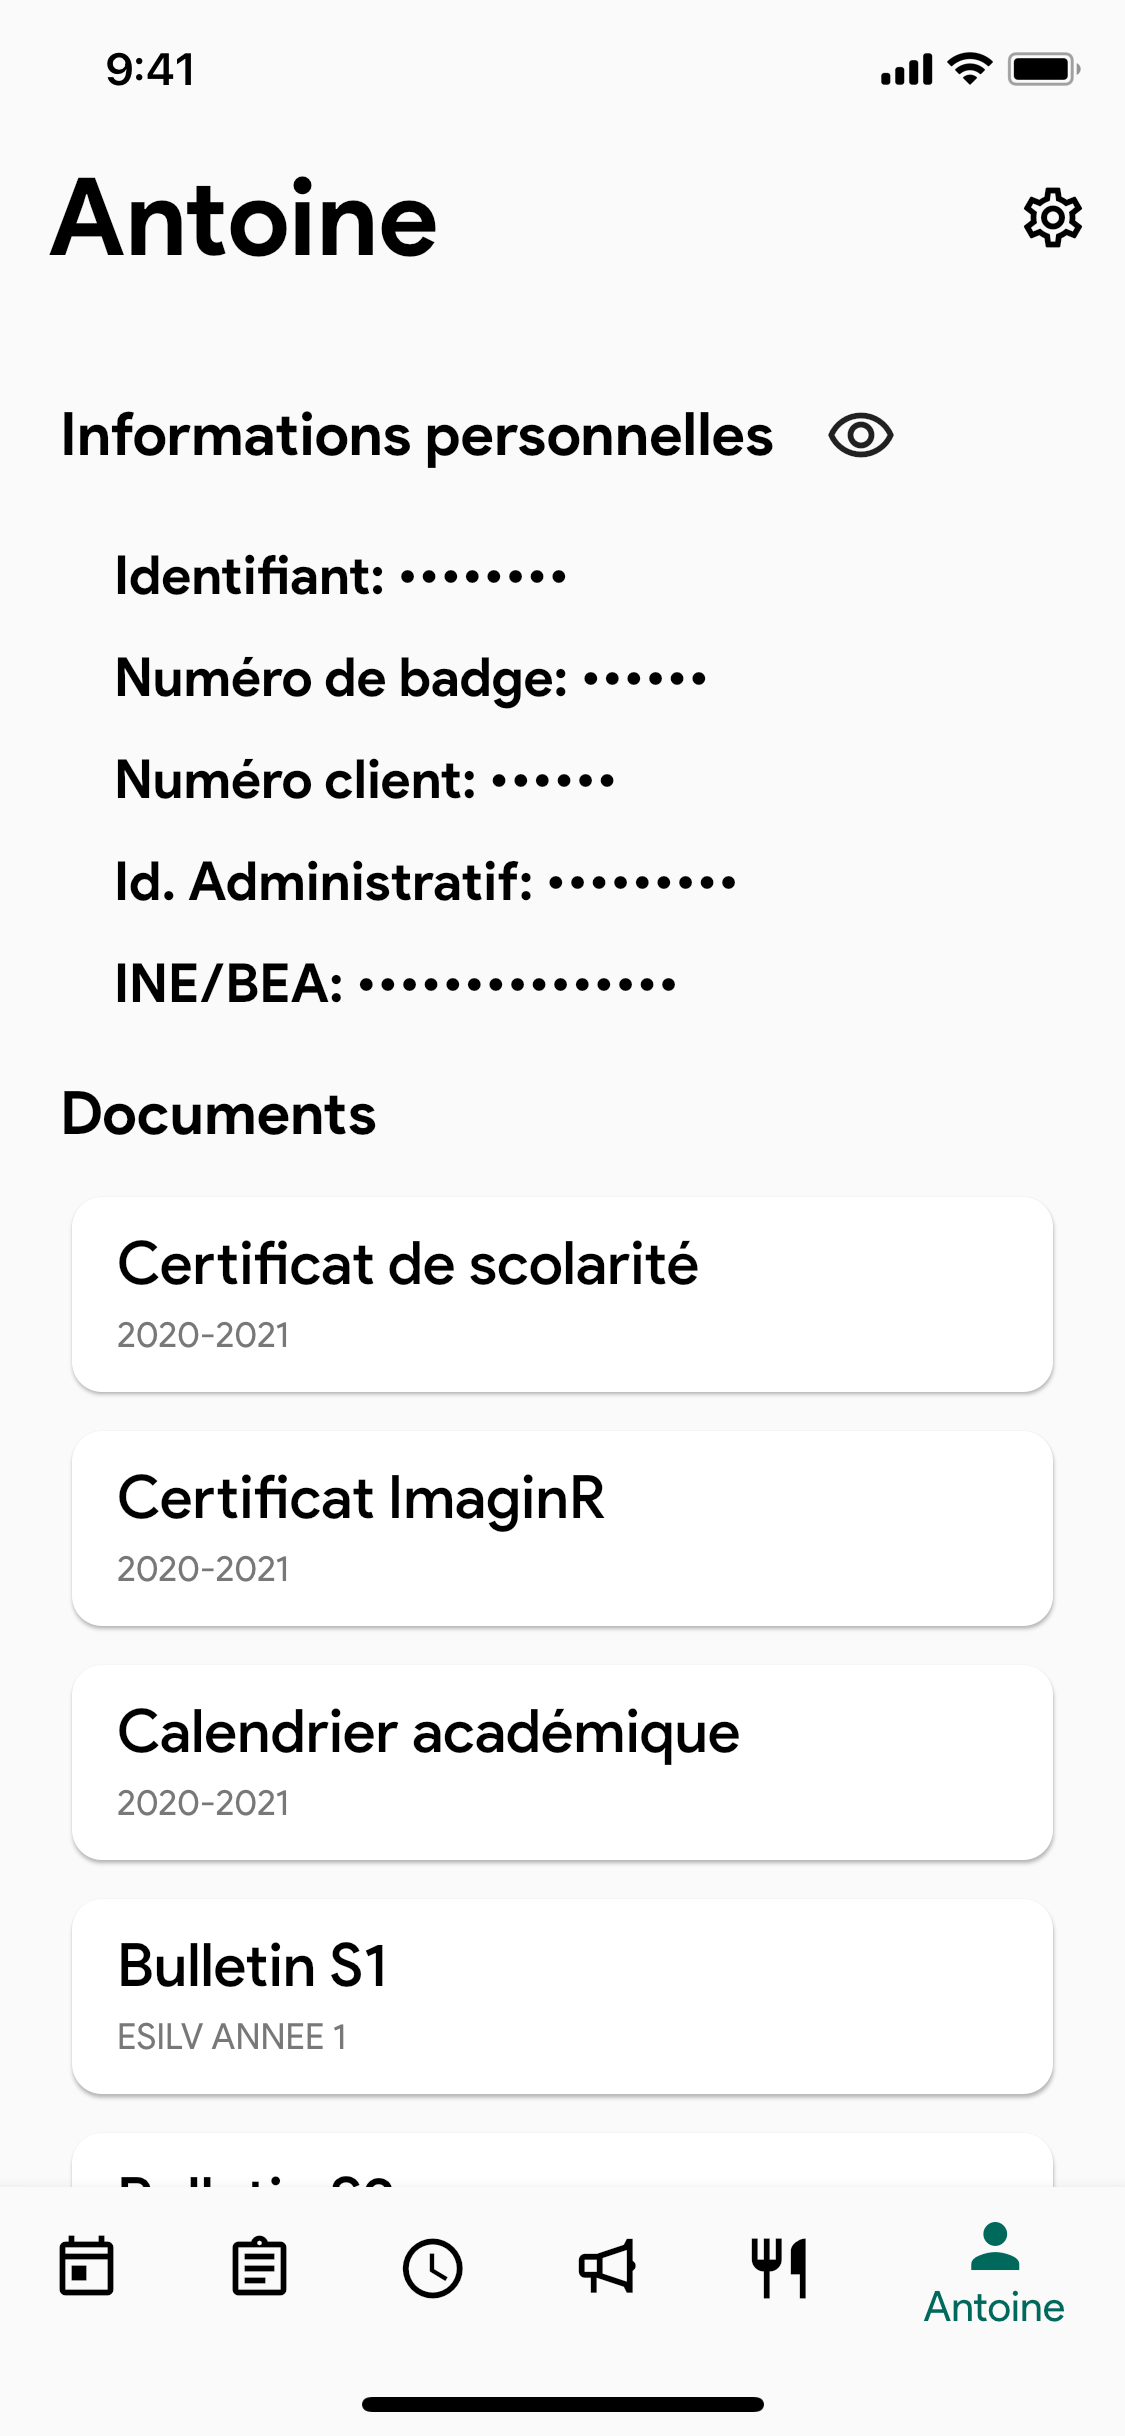 9:41
Antoine
Informations personnelles
Identifiant: ••••••••
Numéro de badge: ••••••
Numéro client: ••••••
Id. Administratif: •••••••••
INE/BEA: •••••••••••••••
Documents
Certificat de scolarité
2020-2021
Certificat ImaginR
2020-2021
Calendrier académique
2020-2021
Bulletin S1
ESILV ANNEE 1
Bulletin
Antoine